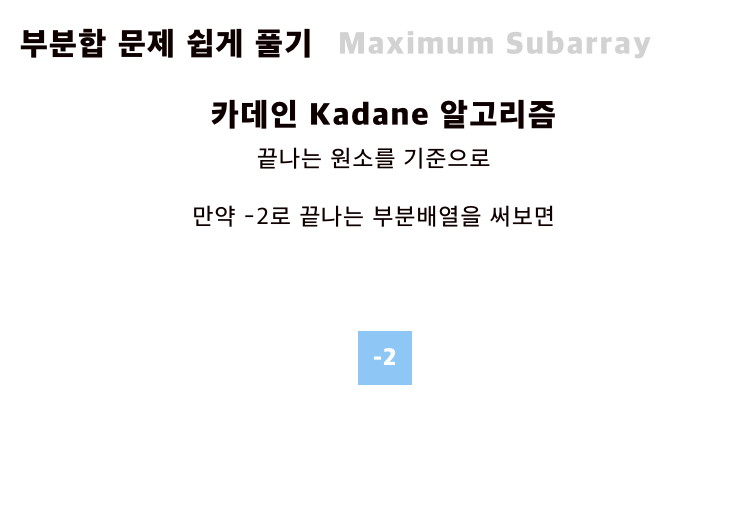 부분합 문제 쉽게 풀기 Maximum Subarray
카데인 Kadane 알고리즘
끝나는 원소를 기준으로
만약 -2로 끝나는 부분배열을 써보면
-2